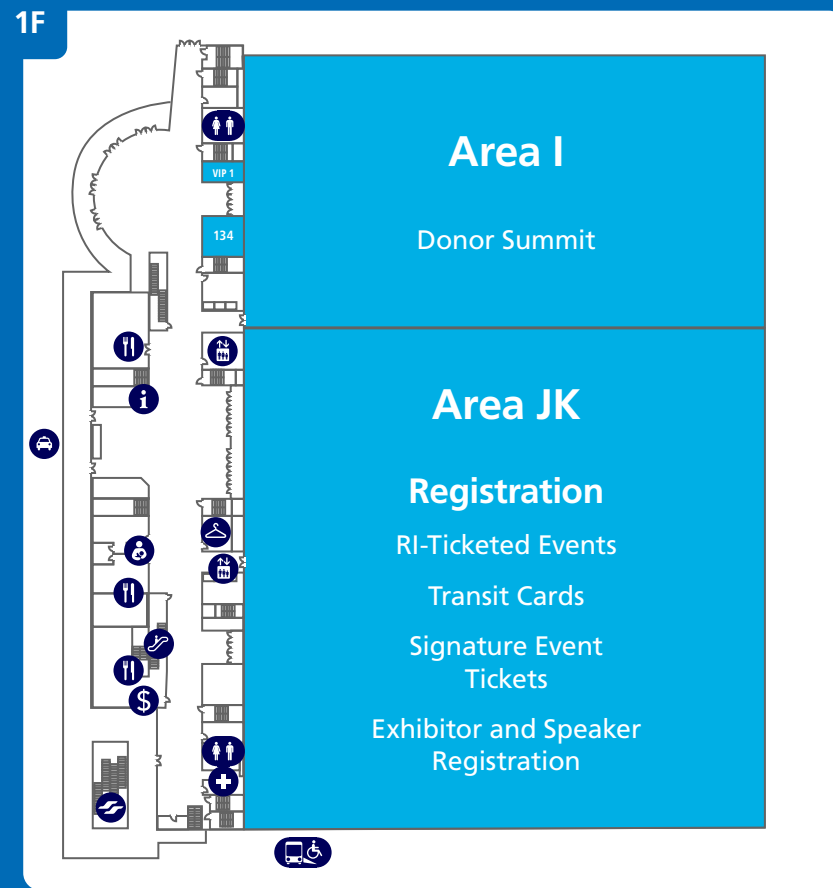 1F
Area I
VIP 1
134
Donor Summit
Area JK
i
Registration
RI-Ticketed Events
Transit Cards
Signature Event
Tickets
$
Exhibitor and Speaker
Registration